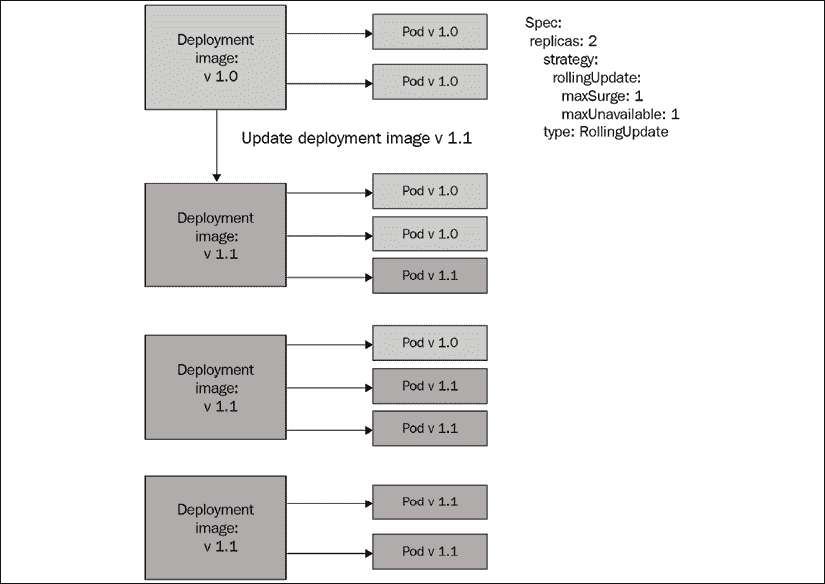 Deployment
image:
v 1.0
Pod v 1.0
Pod v 1.0
Spec:
replicas: 2
strategy:
rollingUpdate:
maxSurge: 1
maxUnavailable: 1
type: RollingUpdate
Update deployment image v 1.1
Deployment
image:
v 1.1
Pod v 1.0
Pod v 1.0
Pod v 1.1
Deployment
image:
v 1.1
Pod v 1.0
Pod v 1.1
Pod v 1.1
Deployment
image:
v 1.1
Pod v 1.1
Pod v 1.1